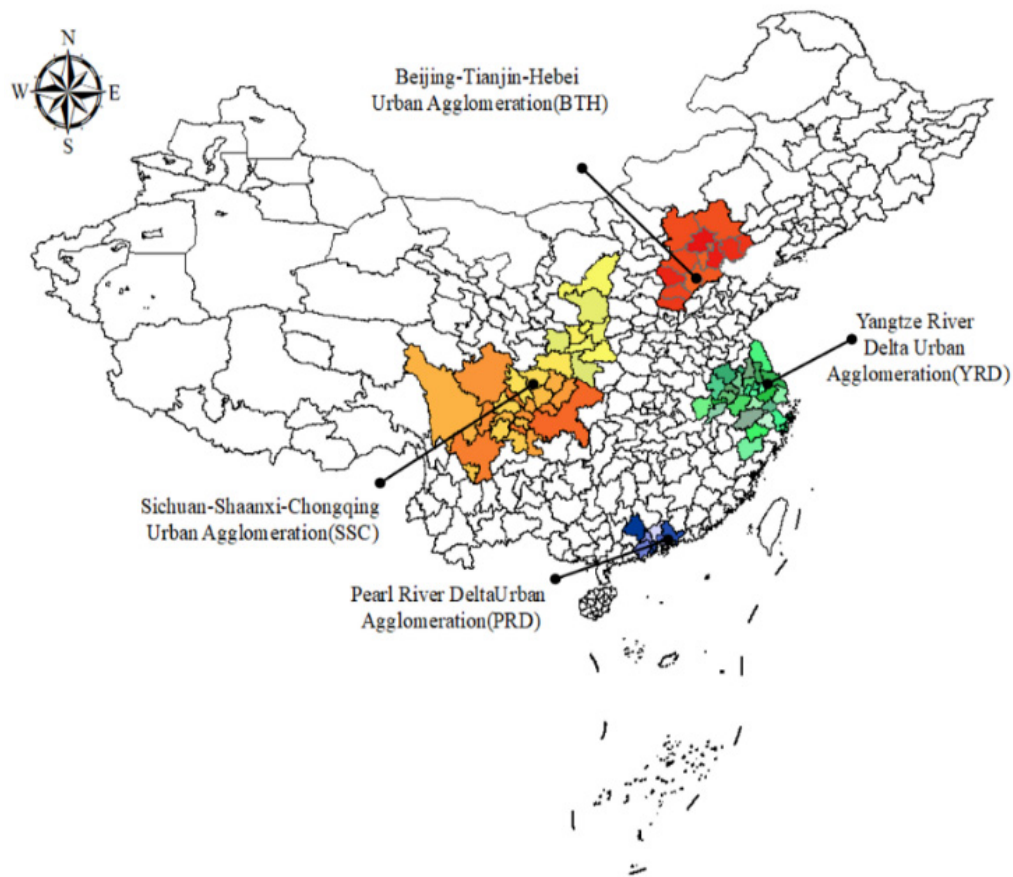 N
W E
S
Beijing-Tianjin-Hebei
Urban Agglomeration(BTH)
Yangtze River
Delta Urban
Agglomeration(YRD)
Sichuan-Shaanxi-Chongqing
Urban Agglomeration(SSC)
Pearl River DeltaUrban
Agglomeration(PRD)